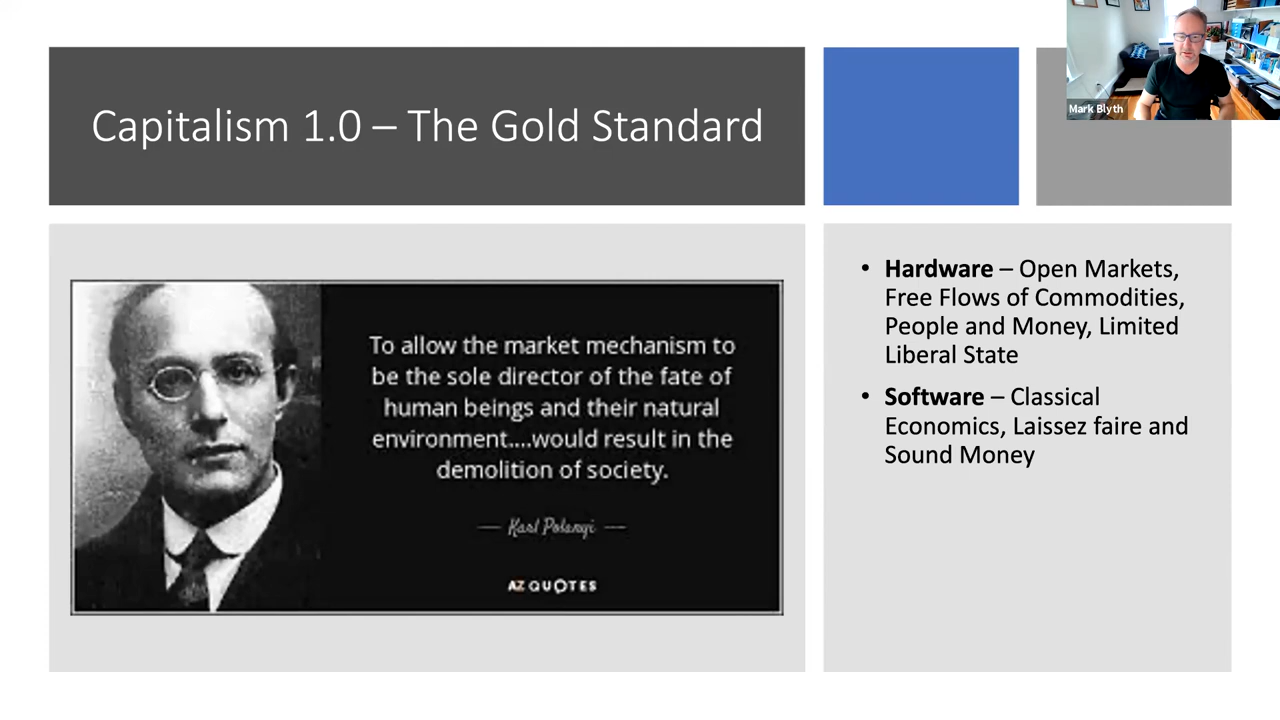 Capitalism 1.0 – The Gold Standard
Mark Blyth
To allow the market mechanism to
be the sole director of the fate of
human beings and their natural
environment....would result in the
demolition of society.
— Karl Polanyi —
AZ QUOTES
• Hardware – Open Markets,
Free Flows of Commodities,
People and Money, Limited
Liberal State
• Software – Classical
Economics, Laissez faire and
Sound Money